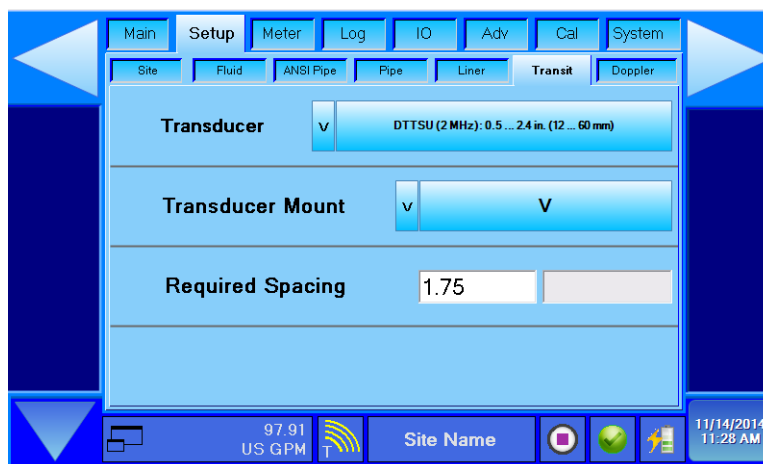 Main Setup Meter Log IO Adv Cal System
Site Fluid ANSI Pipe Pipe Liner Transit Doppler
Transducer v DTTSU (2 MHz): 0.5 ... 2.4 in. (12 ... 60 mm)
Transducer Mount v V
Required Spacing 1.75
97.91
US GPM T Site Name
11/14/2014
11:28 AM